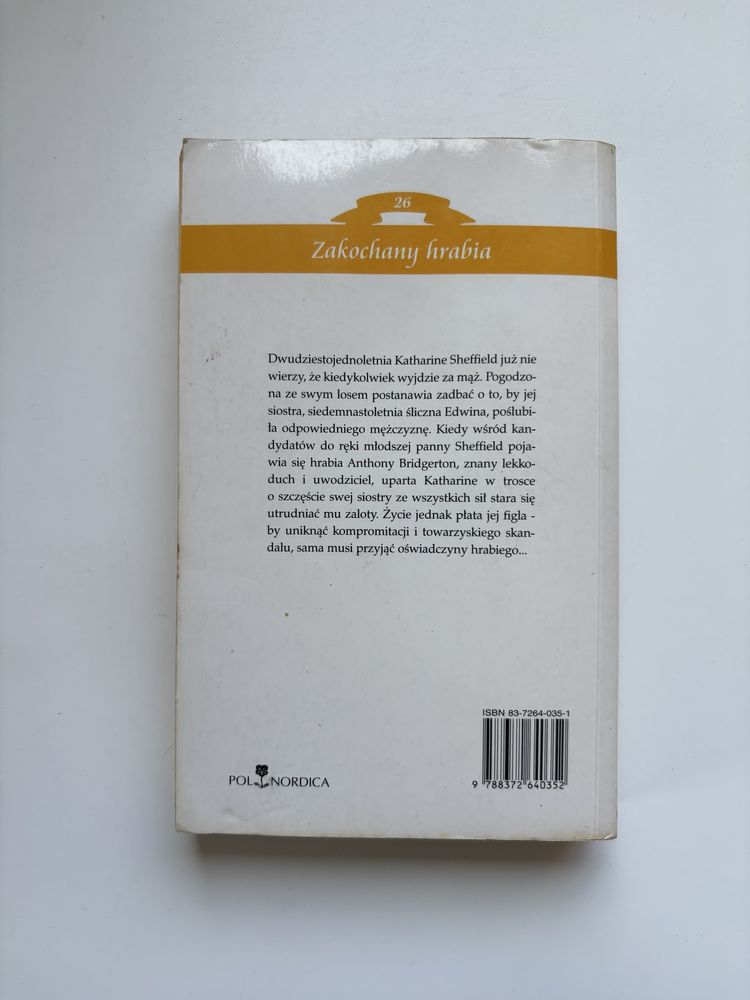 26
Zakochany hrabia
Dwudziestojednoletnia Katharine Sheffield już nie
wierzy, że kiedykolwiek wyjdzie za mąż. Pogodzo-
na ze swym losem postanawia zadbać o to, by jej
siostra, siedemnastoletnia śliczna Edwina, poślubi-
ła odpowiedniego mężczyznę. Kiedy wśród kan-
dydatów do ręki młodszej panny Sheffield poja-
wia się hrabia Anthony Bridgerton, znany lekko-
duch i uwodziciel, uparta Katharine w trosce
o szczęście swej siostry ze wszystkich sił stara się
utrudniać mu zaloty. Życie jednak płata jej figla -
by uniknąć kompromitacji i towarzyskiego skan-
dalu, sama musi przyjąć oświadczyny hrabiego...
ISBN 83-7264-035-1
9 788372 640352
POL NORDICA